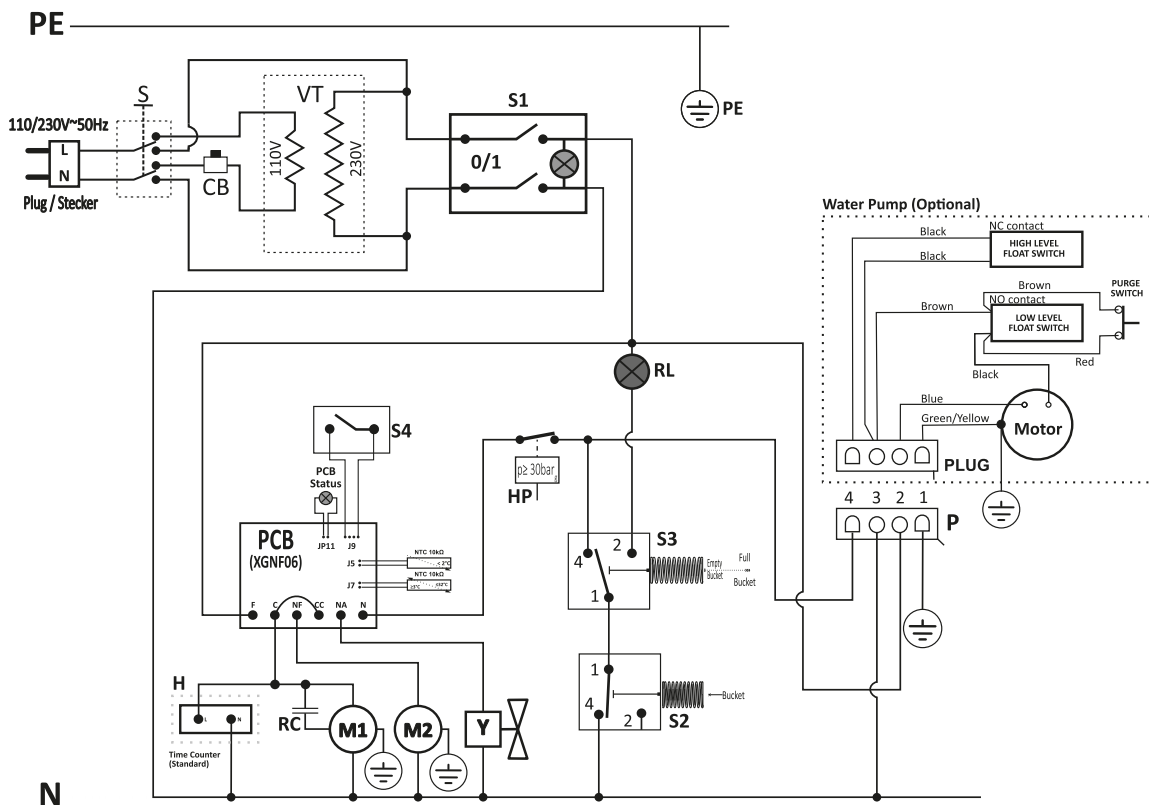 PE
PE
S
VT
S1
110/230V~50Hz
L
N
Plug / Stecker
CB
110V
230V
0/1
Water Pump (Optional)
NC contact
Black
HIGH LEVEL
FLOAT SWITCH
Black
Brown
PURGE
SWITCH
NO contact
Brown
LOW LEVEL
FLOAT SWITCH
Red
Black
Blue
Green/Yellow
Motor
PLUG
4 3 2 1
P
RL
S4
PCB
Status
p≥ 30bar
HP
PCB
(XGNF06)
JP11 J9
J5
NTC 10kΩ
< 2°C
J7
NTC 10kΩ
F C NF CC NA N
S3
4 2
1
Empty
Bucket
Full
Bucket
1
4 2
Bucket
S2
H
L N
Time Counter
(Standard)
RC
M1
M2
Y
N